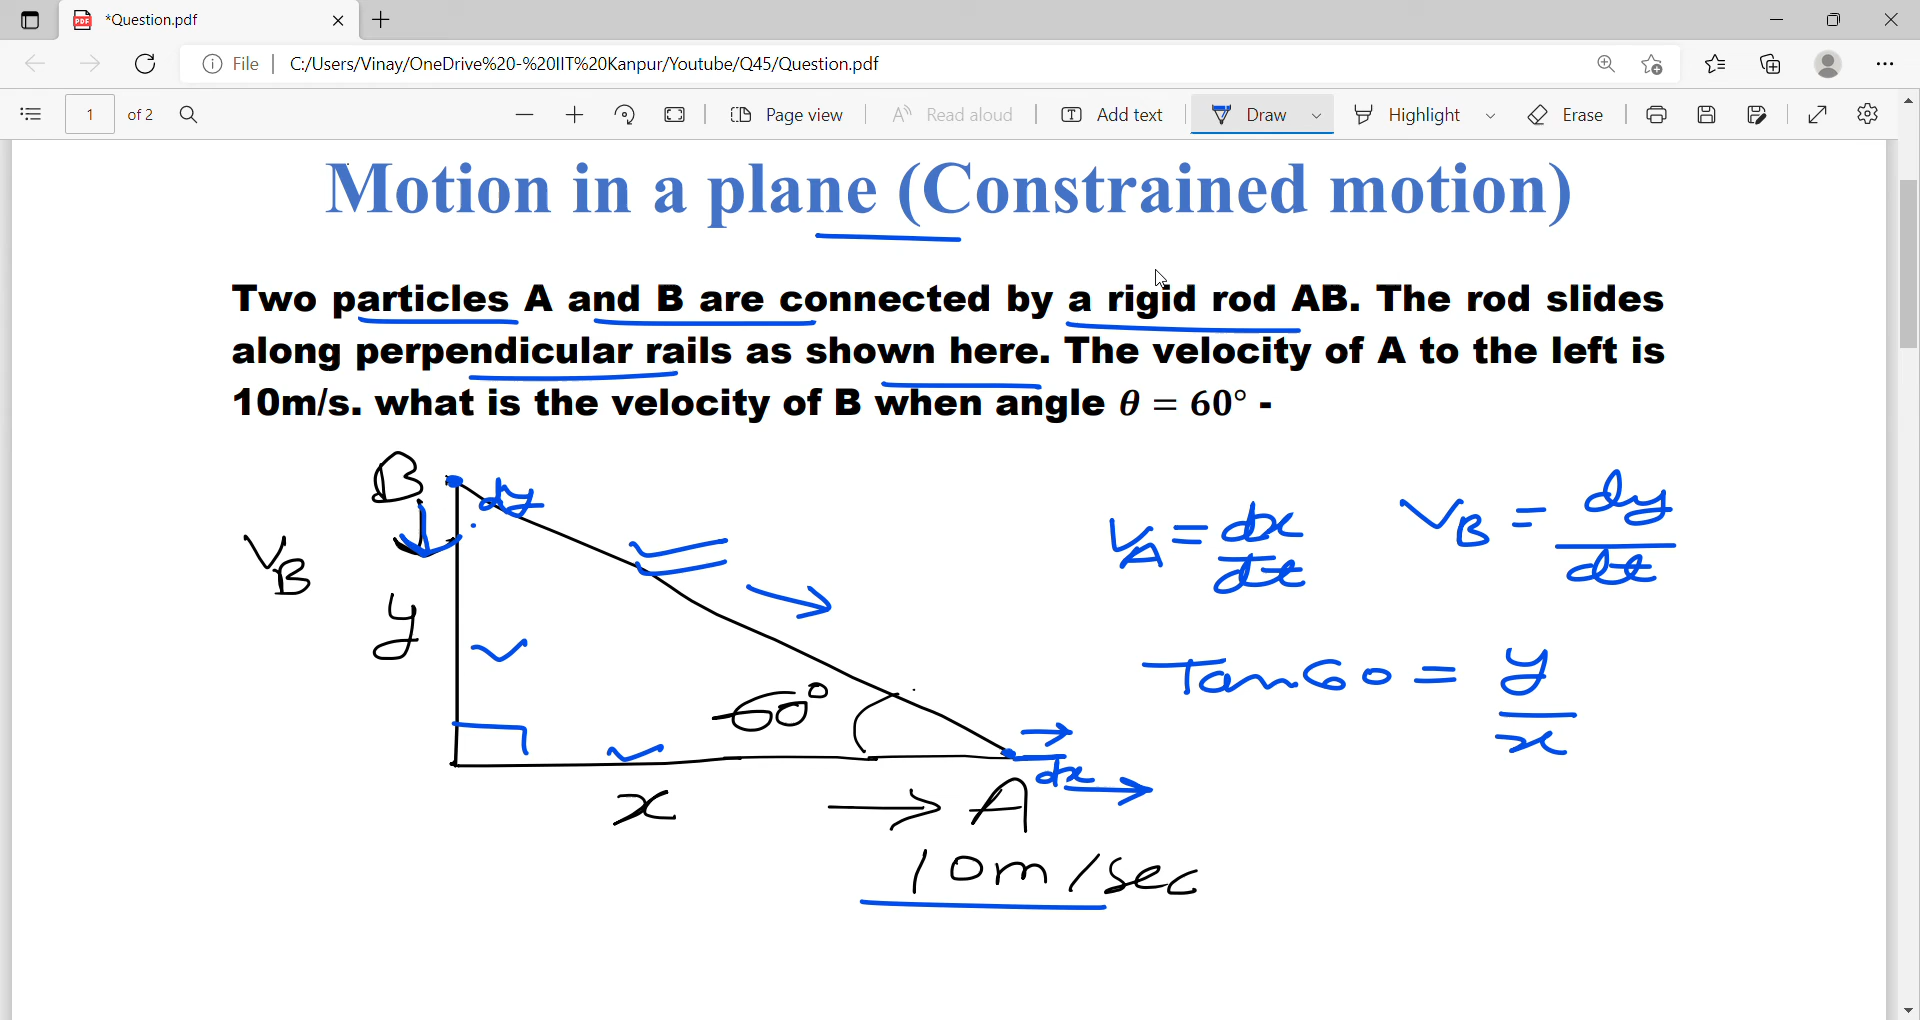 *Question.pdf
File | C:/Users/Vinay/OneDrive%20-%20IIT%20Kanpur/Youtube/Q45/Question.pdf
1 of 2 Page view Read aloud Add text Draw Highlight Erase
Motion in a plane (Constrained motion)
Two particles A and B are connected by a rigid rod AB. The rod slides
along perpendicular rails as shown here. The velocity of A to the left is
10m/s. what is the velocity of B when angle θ = 60° -
B dy
V_B
y
60°
x
dx
A
10m/sec
V_A = dx/dt V_B = dy/dt
Tan60 = y/x